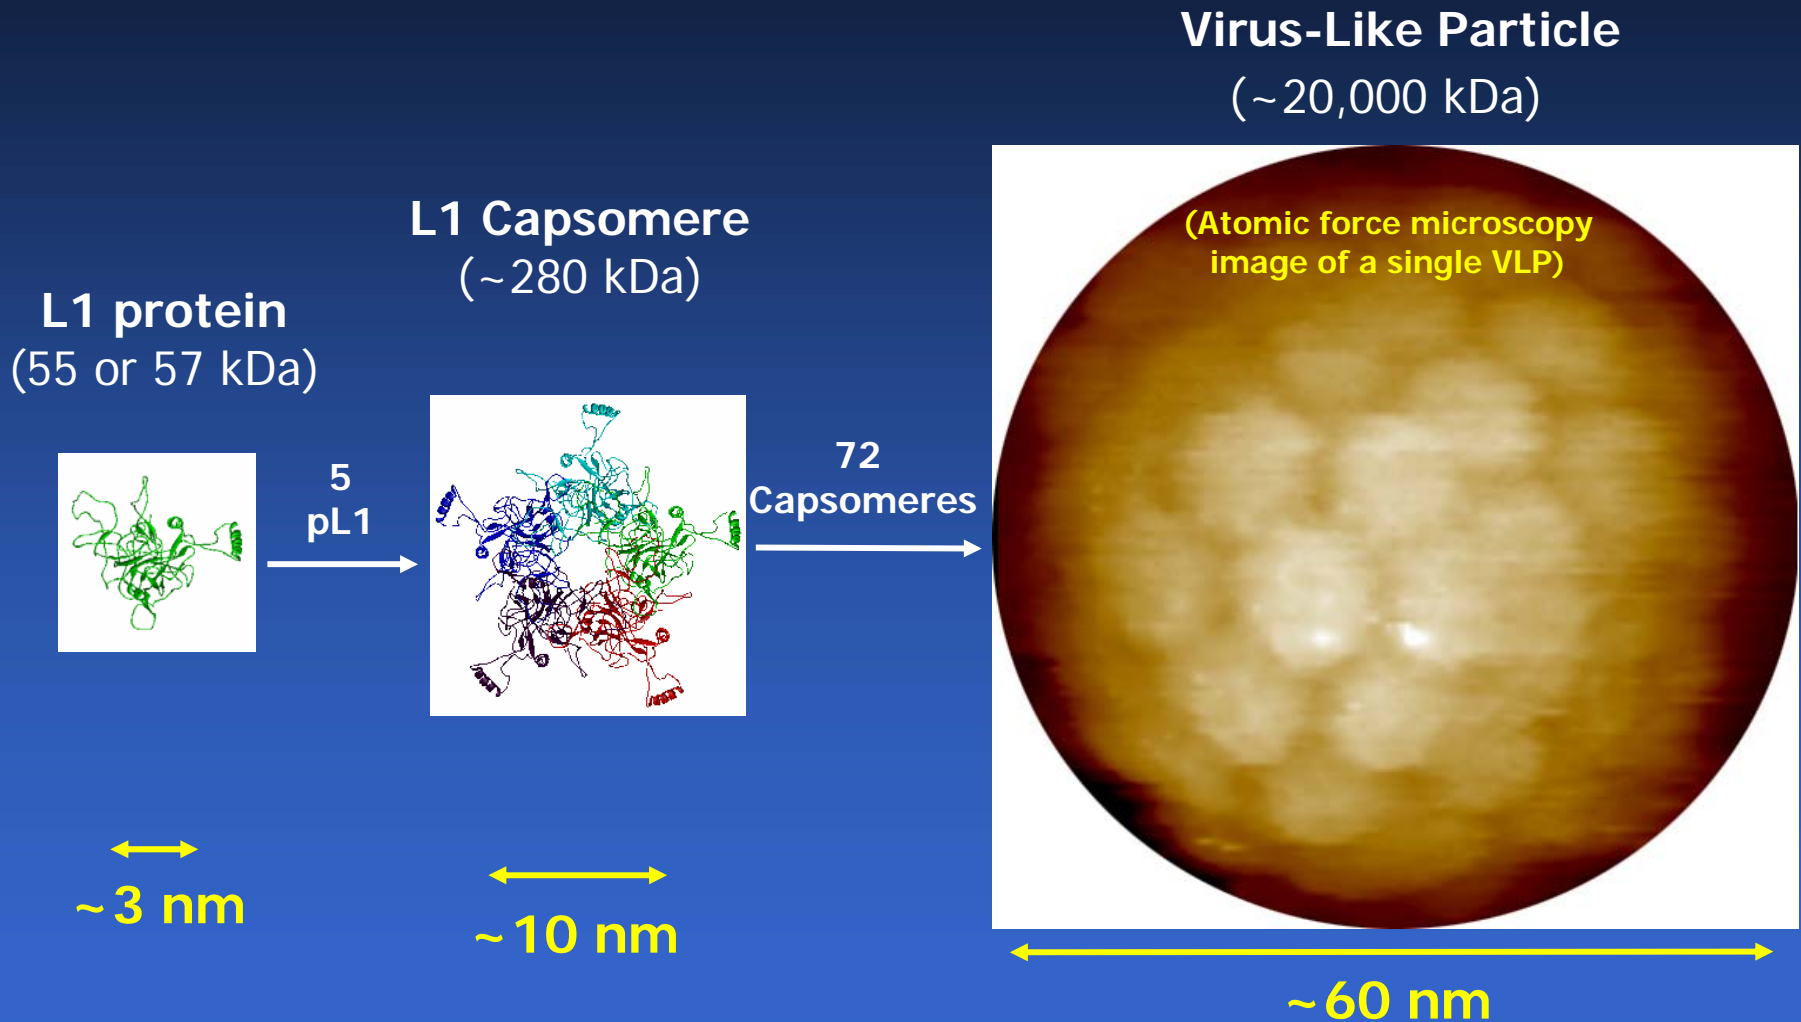 Virus-Like Particle
(~20,000 kDa)
(Atomic force microscopy
image of a single VLP)
L1 Capsomere
(~280 kDa)
L1 protein
(55 or 57 kDa)
5
pL1
72
Capsomeres
~3 nm
~10 nm
~60 nm